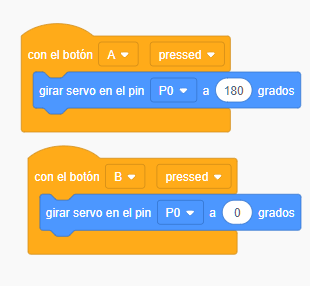 con el botón A pressed
girar servo en el pin P0 a 180 grados
con el botón B pressed
girar servo en el pin P0 a 0 grados